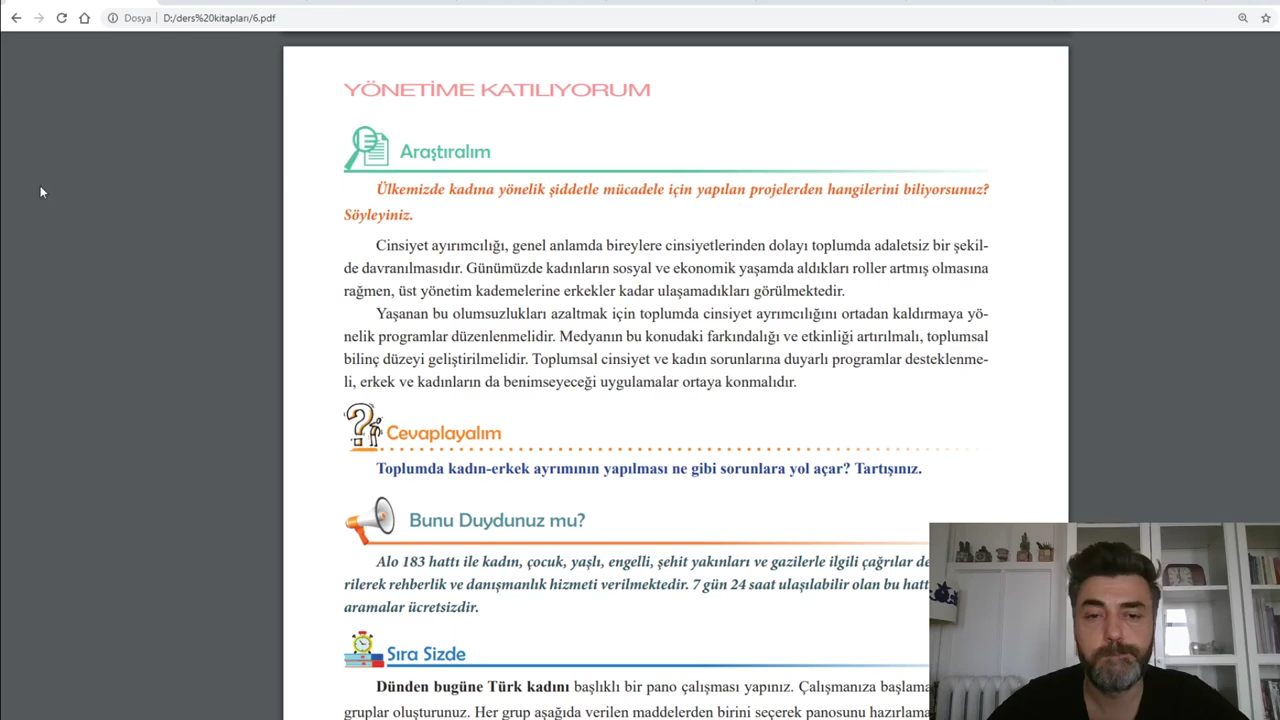 Dosya | D:/ders%20kitapları/6.pdf
YÖNETİME KATILIYORUM
Araştıralım
Ülkemizde kadına yönelik şiddetle mücadele için yapılan projelerden hangilerini biliyorsunuz?
Söyleyiniz.
Cinsiyet ayırımcılığı, genel anlamda bireylere cinsiyetlerinden dolayı toplumda adaletsiz bir şekil-
de davranılmasıdır. Günümüzde kadınların sosyal ve ekonomik yaşamda aldıkları roller artmış olmasına
rağmen, üst yönetim kademelerine erkekler kadar ulaşamadıkları görülmektedir.
Yaşanan bu olumsuzlukları azaltmak için toplumda cinsiyet ayrımcılığını ortadan kaldırmaya yö-
nelik programlar düzenlenmelidir. Medyanın bu konudaki farkındalığı ve etkinliği artırılmalı, toplumsal
bilinç düzeyi geliştirilmelidir. Toplumsal cinsiyet ve kadın sorunlarına duyarlı programlar desteklenme-
li, erkek ve kadınların da benimseyeceği uygulamalar ortaya konmalıdır.
Cevaplayalım
Toplumda kadın-erkek ayrımının yapılması ne gibi sorunlara yol açar? Tartışınız.
Bunu Duydunuz mu?
Alo 183 hattı ile kadın, çocuk, yaşlı, engelli, şehit yakınları ve gazilerle ilgili çağrılar de
rilerek rehberlik ve danışmanlık hizmeti verilmektedir. 7 gün 24 saat ulaşılabilir olan bu hatt
aramalar ücretsizdir.
Sıra Sizde
Dünden bugüne Türk kadını başlıklı bir pano çalışması yapınız. Çalışmanıza başlama
gruplar oluşturunuz. Her grup aşağıda verilen maddelerden birini seçerek panosunu hazırlama